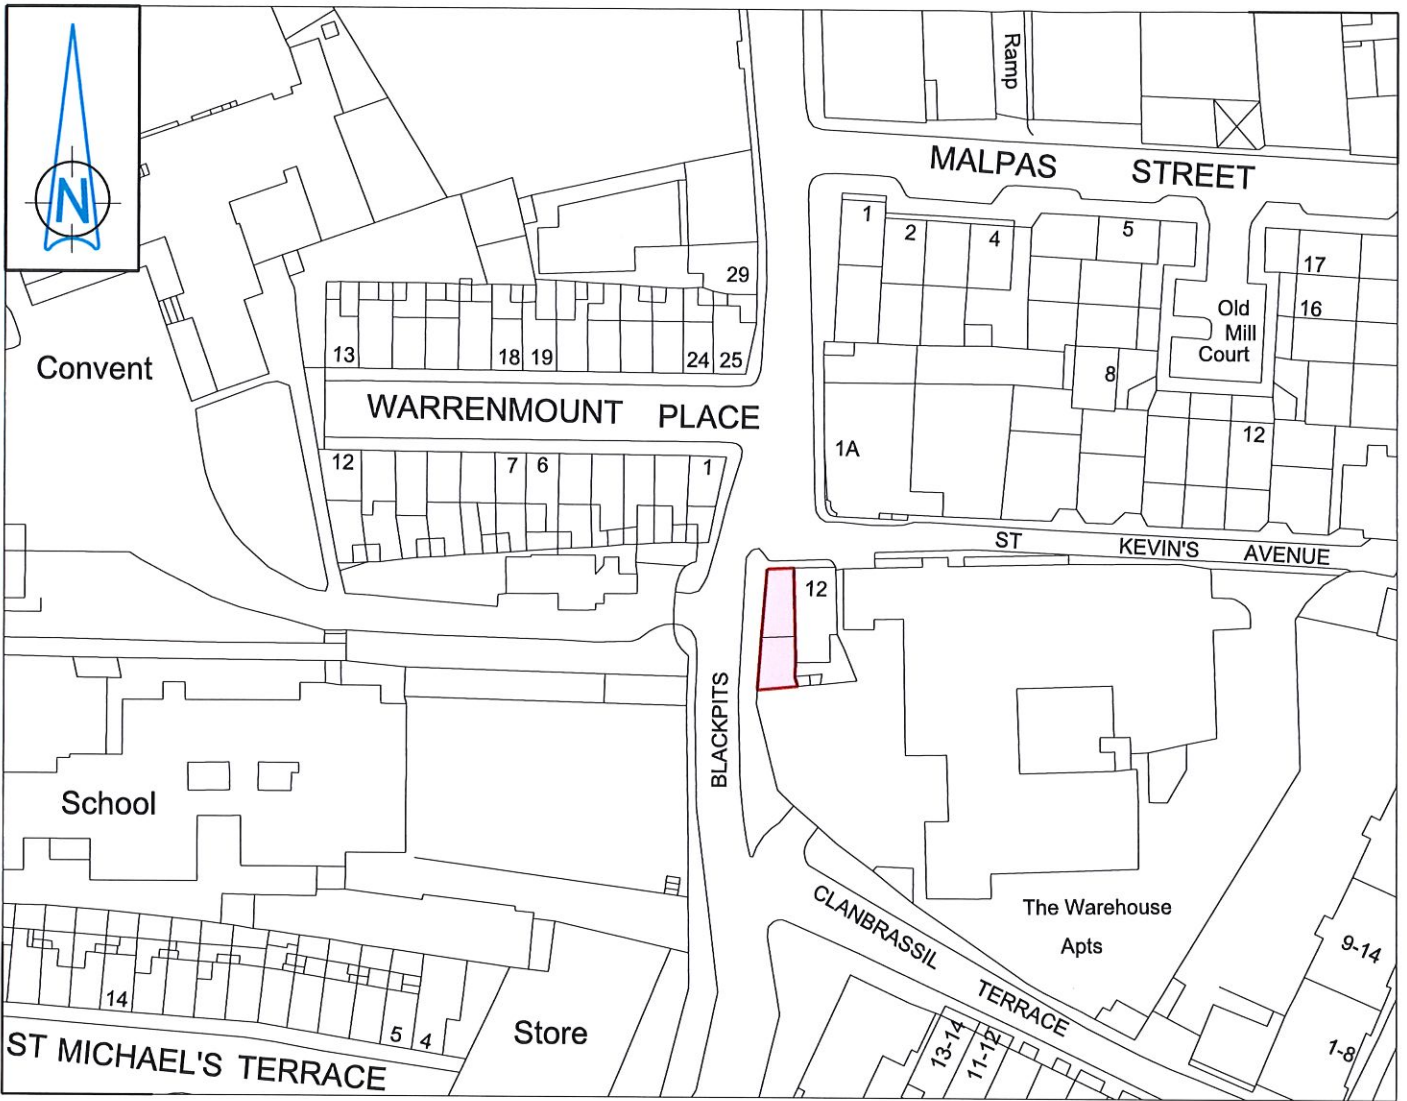 N
Ramp
MALPAS STREET
1
2
4
5
17
16
29
Old
Mill
Court
Convent
13
18
19
24
25
8
WARRENMOUNT PLACE
12
7
6
1
1A
12
ST KEVIN'S AVENUE
12
BLACKPITS
School
CLANBRASSIL TERRACE
The Warehouse
Apts
9-14
14
5
4
Store
13-14
11-12
1-8
ST MICHAEL'S TERRACE